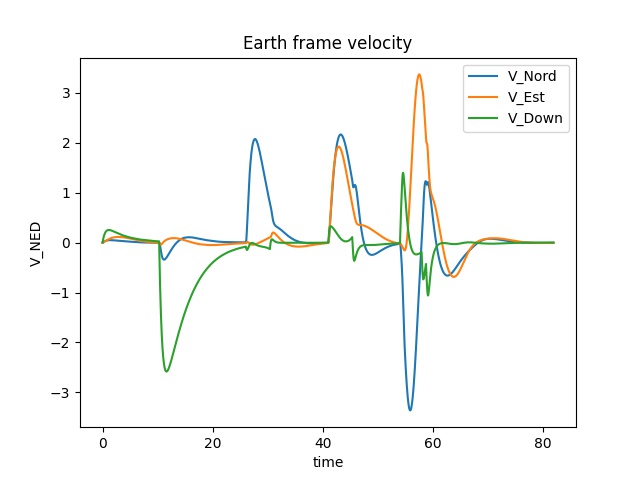 Earth frame velocity
V_Nord
V_Est
V_Down
V_NED
3
2
1
0
−1
−2
−3
0 20 40 60 80
time